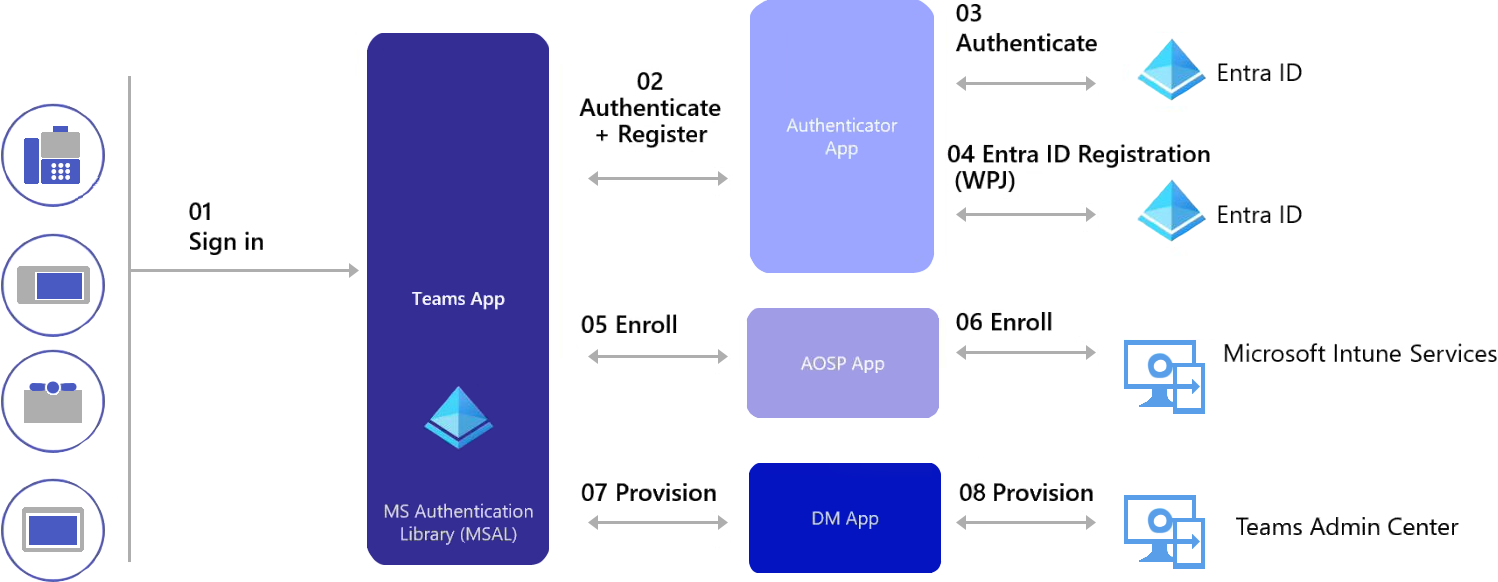 01
Sign in
Teams App
MS Authentication
Library (MSAL)
02
Authenticate
+ Register
Authenticator
App
03
Authenticate
Entra ID
04 Entra ID Registration
(WPJ)
Entra ID
05 Enroll
AOSP App
06 Enroll
Microsoft Intune Services
07 Provision
DM App
08 Provision
Teams Admin Center